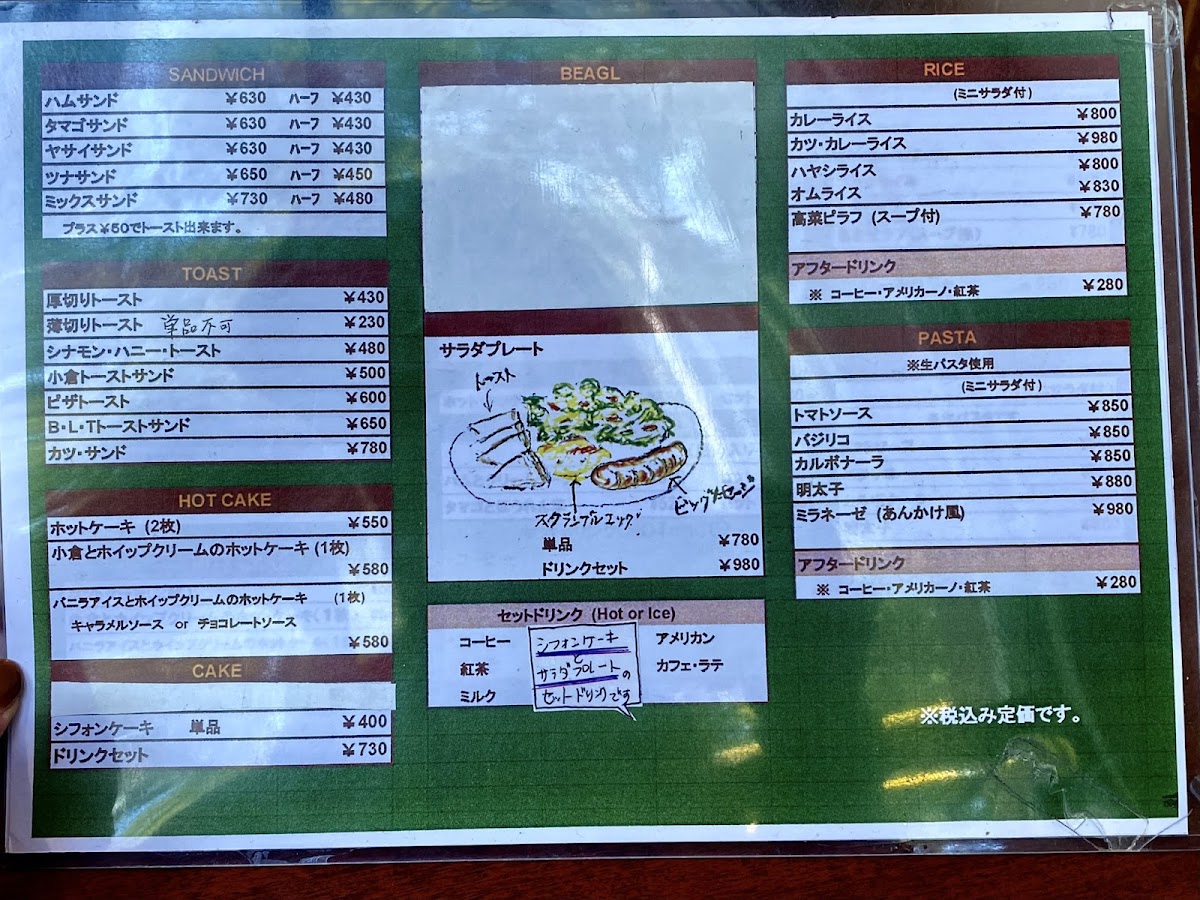 SANDWICH
ハムサンド ¥630 ハーフ ¥430
タマゴサンド ¥630 ハーフ ¥430
ヤサイサンド ¥630 ハーフ ¥430
ツナサンド ¥650 ハーフ ¥450
ミックスサンド ¥730 ハーフ ¥480
プラス¥50でトースト出来ます。
TOAST
厚切りトースト ¥430
薄切りトースト 単品不可 ¥230
シナモン・ハニー・トースト ¥480
小倉トーストサンド ¥500
ピザトースト ¥600
B・L・Tトーストサンド ¥650
カツ・サンド ¥780
HOT CAKE
ホットケーキ (2枚) ¥550
小倉とホイップクリームのホットケーキ (1枚)
¥580
バニラアイスとホイップクリームのホットケーキ (1枚)
キャラメルソース or チョコレートソース
¥580
CAKE
シフォンケーキ 単品 ¥400
ドリンクセット ¥730
BEAGL
サラダプレート
トースト
スクランブルエッグ
ビッグソーセージ
単品 ¥780
ドリンクセット ¥980
セットドリンク (Hot or Ice)
コーヒー
紅茶
ミルク
シフォンケーキ
と
サラダプレートの
セットドリンクです
アメリカン
カフェ・ラテ
RICE
(ミニサラダ付)
カレーライス ¥800
カツ・カレーライス ¥980
ハヤシライス ¥800
オムライス ¥830
高菜ピラフ (スープ付) ¥780
アフタードリンク
※ コーヒー・アメリカーノ・紅茶 ¥280
PASTA
※生パスタ使用
(ミニサラダ付)
トマトソース ¥850
バジリコ ¥850
カルボナーラ ¥850
明太子 ¥880
ミラネーゼ (あんかけ風) ¥980
アフタードリンク
※ コーヒー・アメリカーノ・紅茶 ¥280
※税込み定価です。